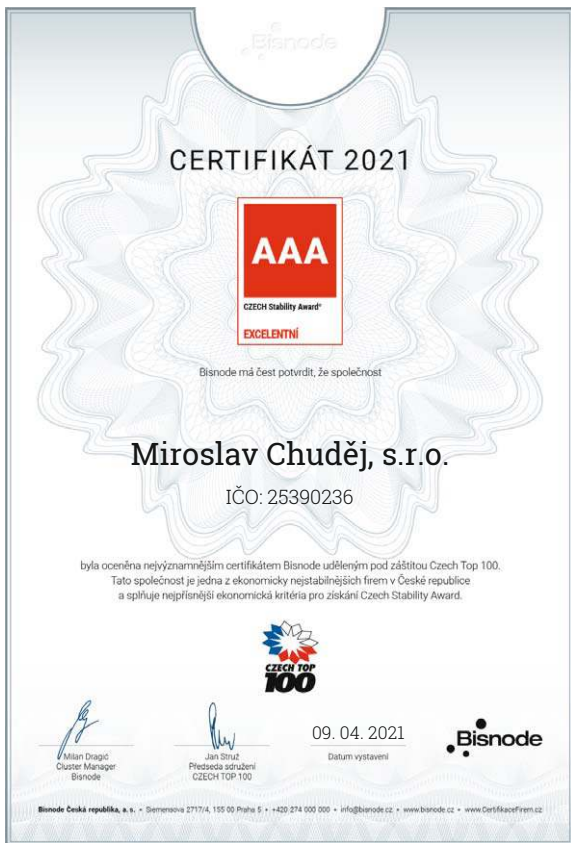 Bisnode
CERTIFIKÁT 2021
AAA
CZECH Stability Award®
EXCELENTNÍ
Bisnode má čest potvrdit, že společnost
Miroslav Chuděj, s.r.o.
IČO: 25390236
byla oceněna nejvýznamnějším certifikátem Bisnode uděleným pod záštitou Czech Top 100.
Tato společnost je jedna z ekonomicky nejstabilnějších firem v České republice
a splňuje nejpřísnější ekonomická kritéria pro získání Czech Stability Award.
CZECH TOP
100
Milan Dragić
Cluster Manager
Bisnode
Jan Struž
Předseda sdružení
CZECH TOP 100
09. 04. 2021
Datum vystavení
Bisnode
Bisnode Česká republika, a. s. • Siemensova 2717/4, 155 00 Praha 5 • +420 274 000 000 • info@bisnode.cz • www.bisnode.cz • www.CertifikaceFirem.cz